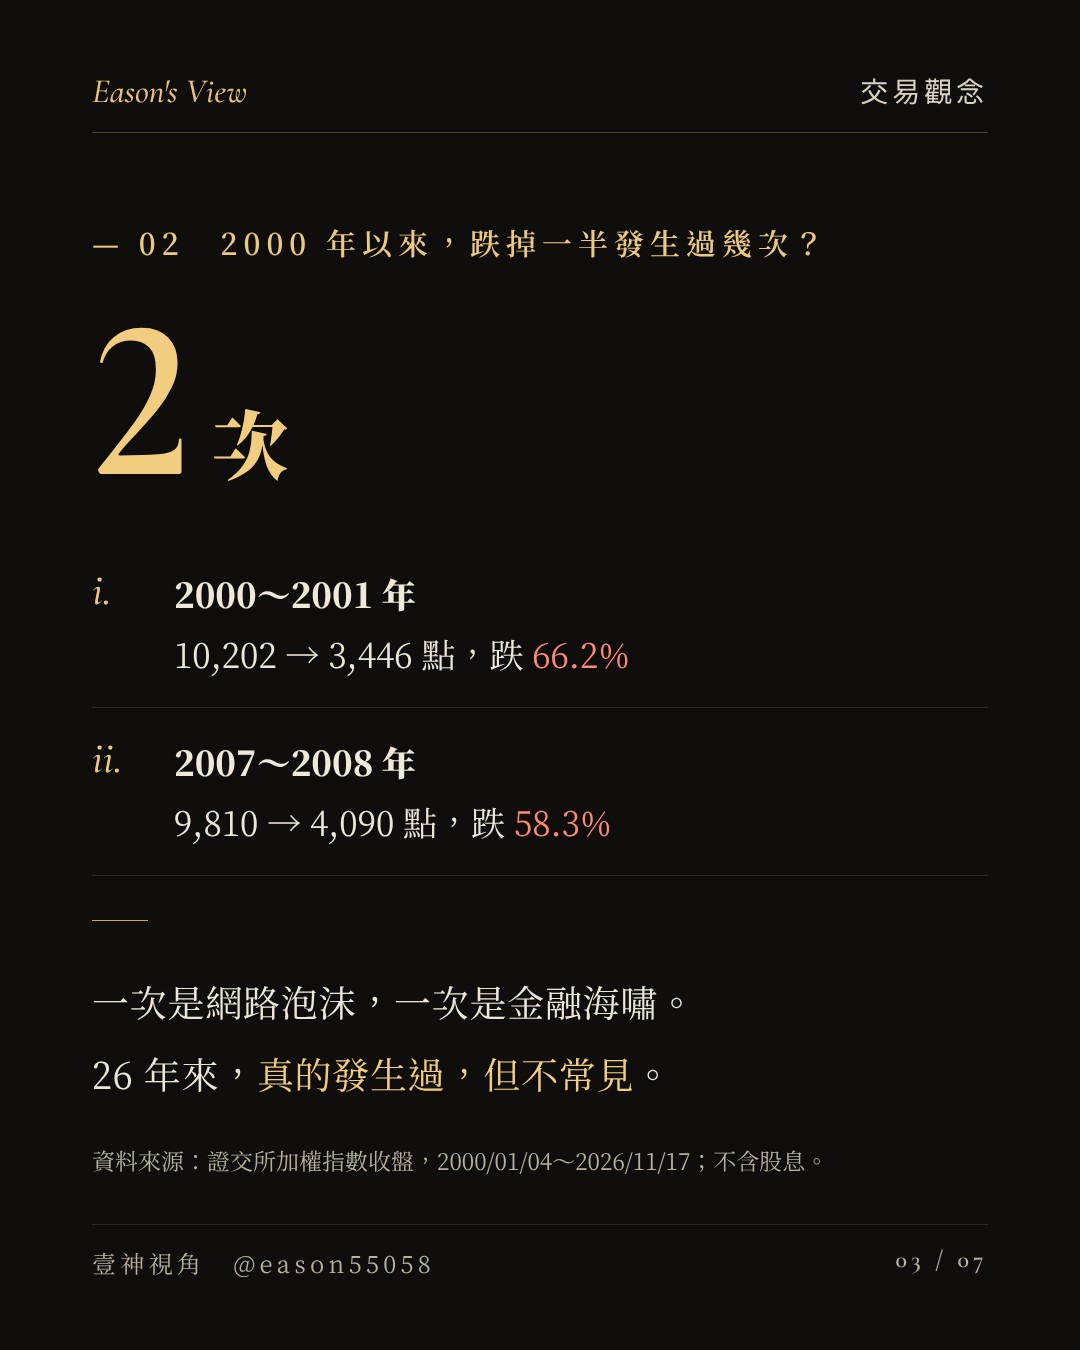 Eason's View
交易觀念
— 02 2000 年以來，跌掉一半發生過幾次？
2 次
i. 2000～2001 年
10,202 → 3,446 點，跌 66.2%
ii. 2007～2008 年
9,810 → 4,090 點，跌 58.3%
一次是網路泡沫，一次是金融海嘯。
26 年來，真的發生過，但不常見。
資料來源：證交所加權指數收盤，2000/01/04～2026/11/17；不含股息。
壹神視角 @eason55058
03 / 07